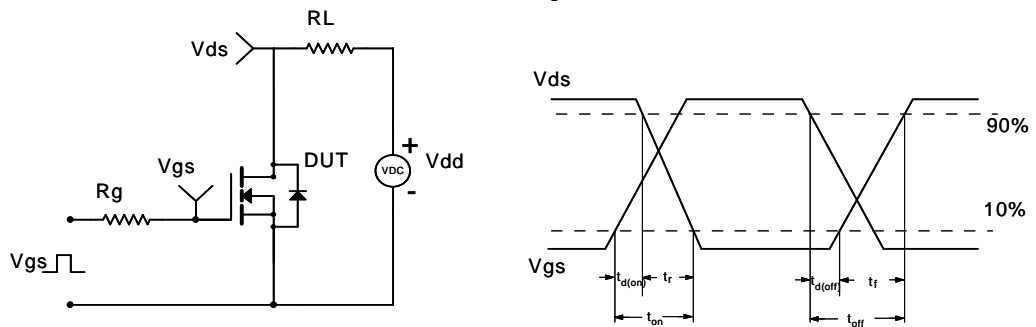 RL
Vds
Vgs
DUT
+
VDC
Vdd
-
Rg
Vgs
Vds
90%
10%
Vgs
td(on)
tr
td(off)
tf
ton
toff